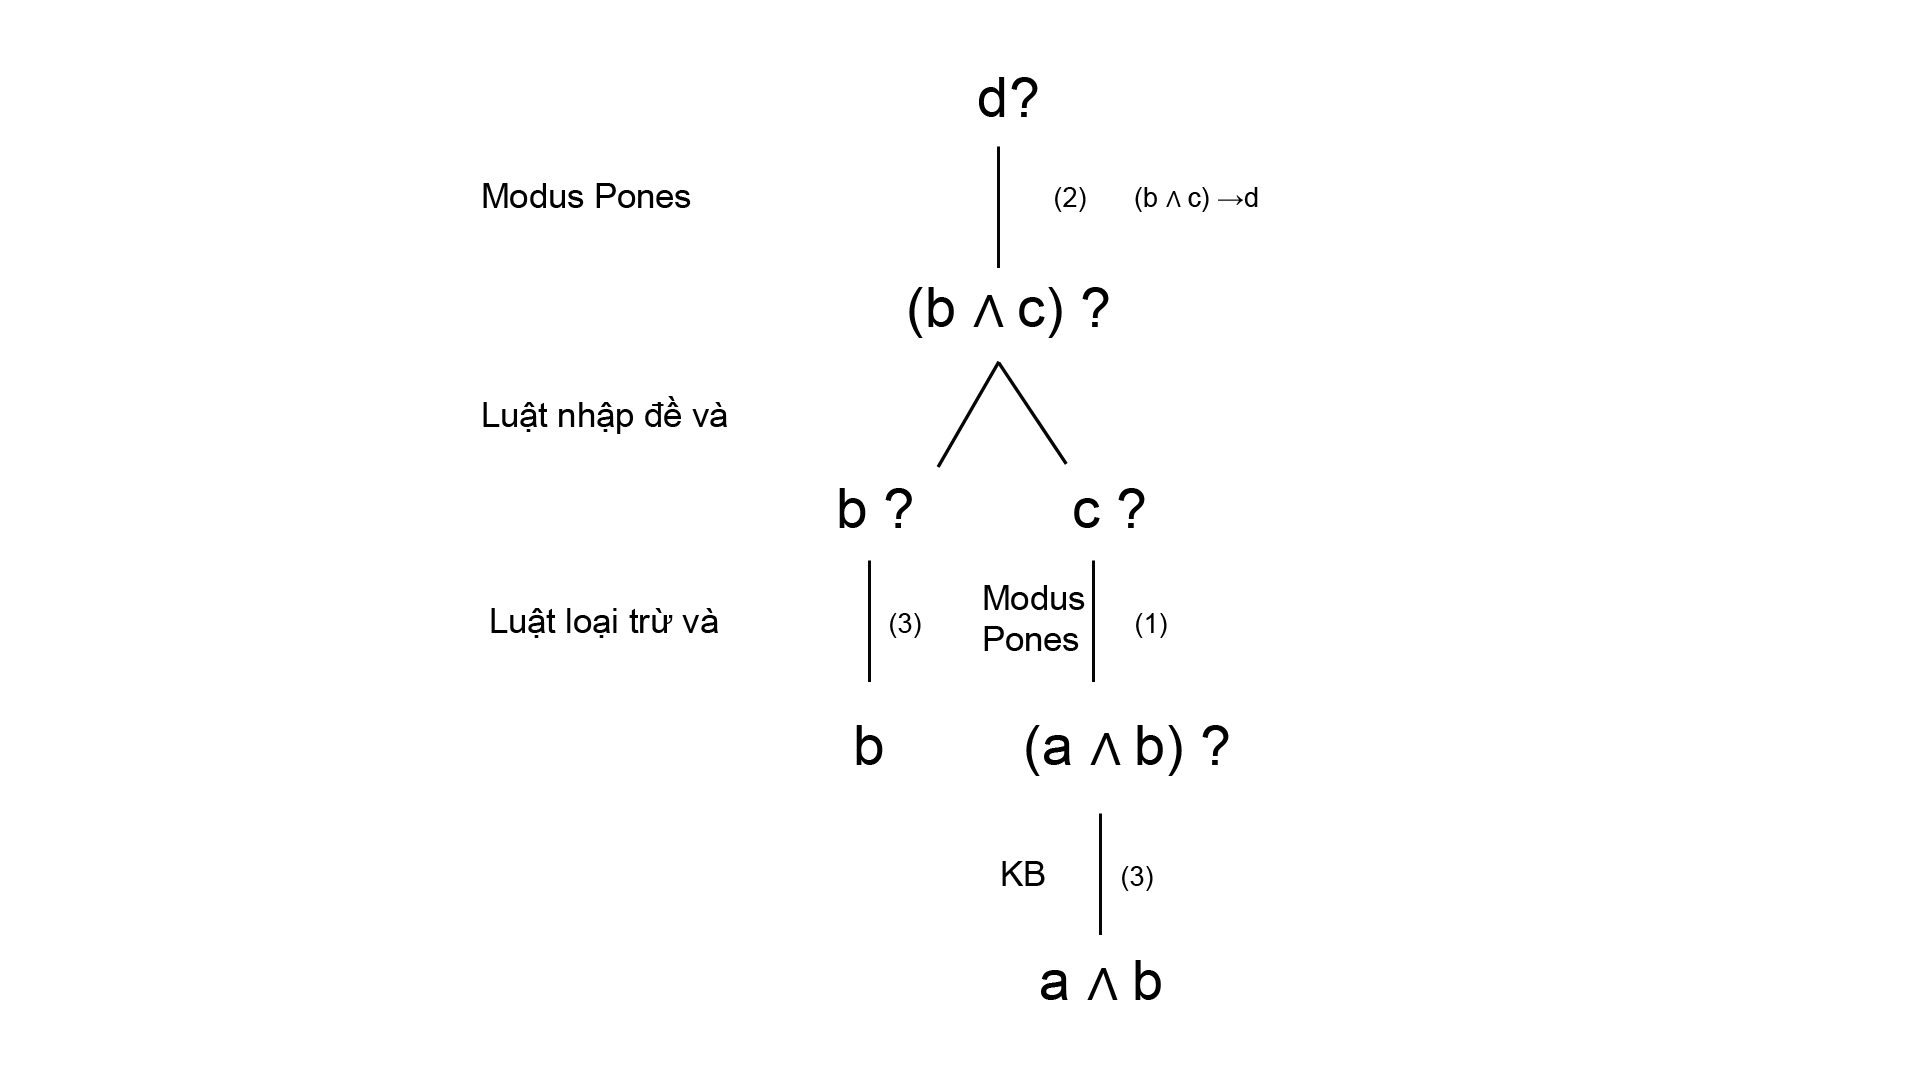 d?
Modus Pones
(2) (b ∧ c) →d
(b ∧ c) ?
Luật nhập đề và
b ?
c ?
Luật loại trừ và
(3)
Modus
Pones
(1)
b
(a ∧ b) ?
KB
(3)
a ∧ b